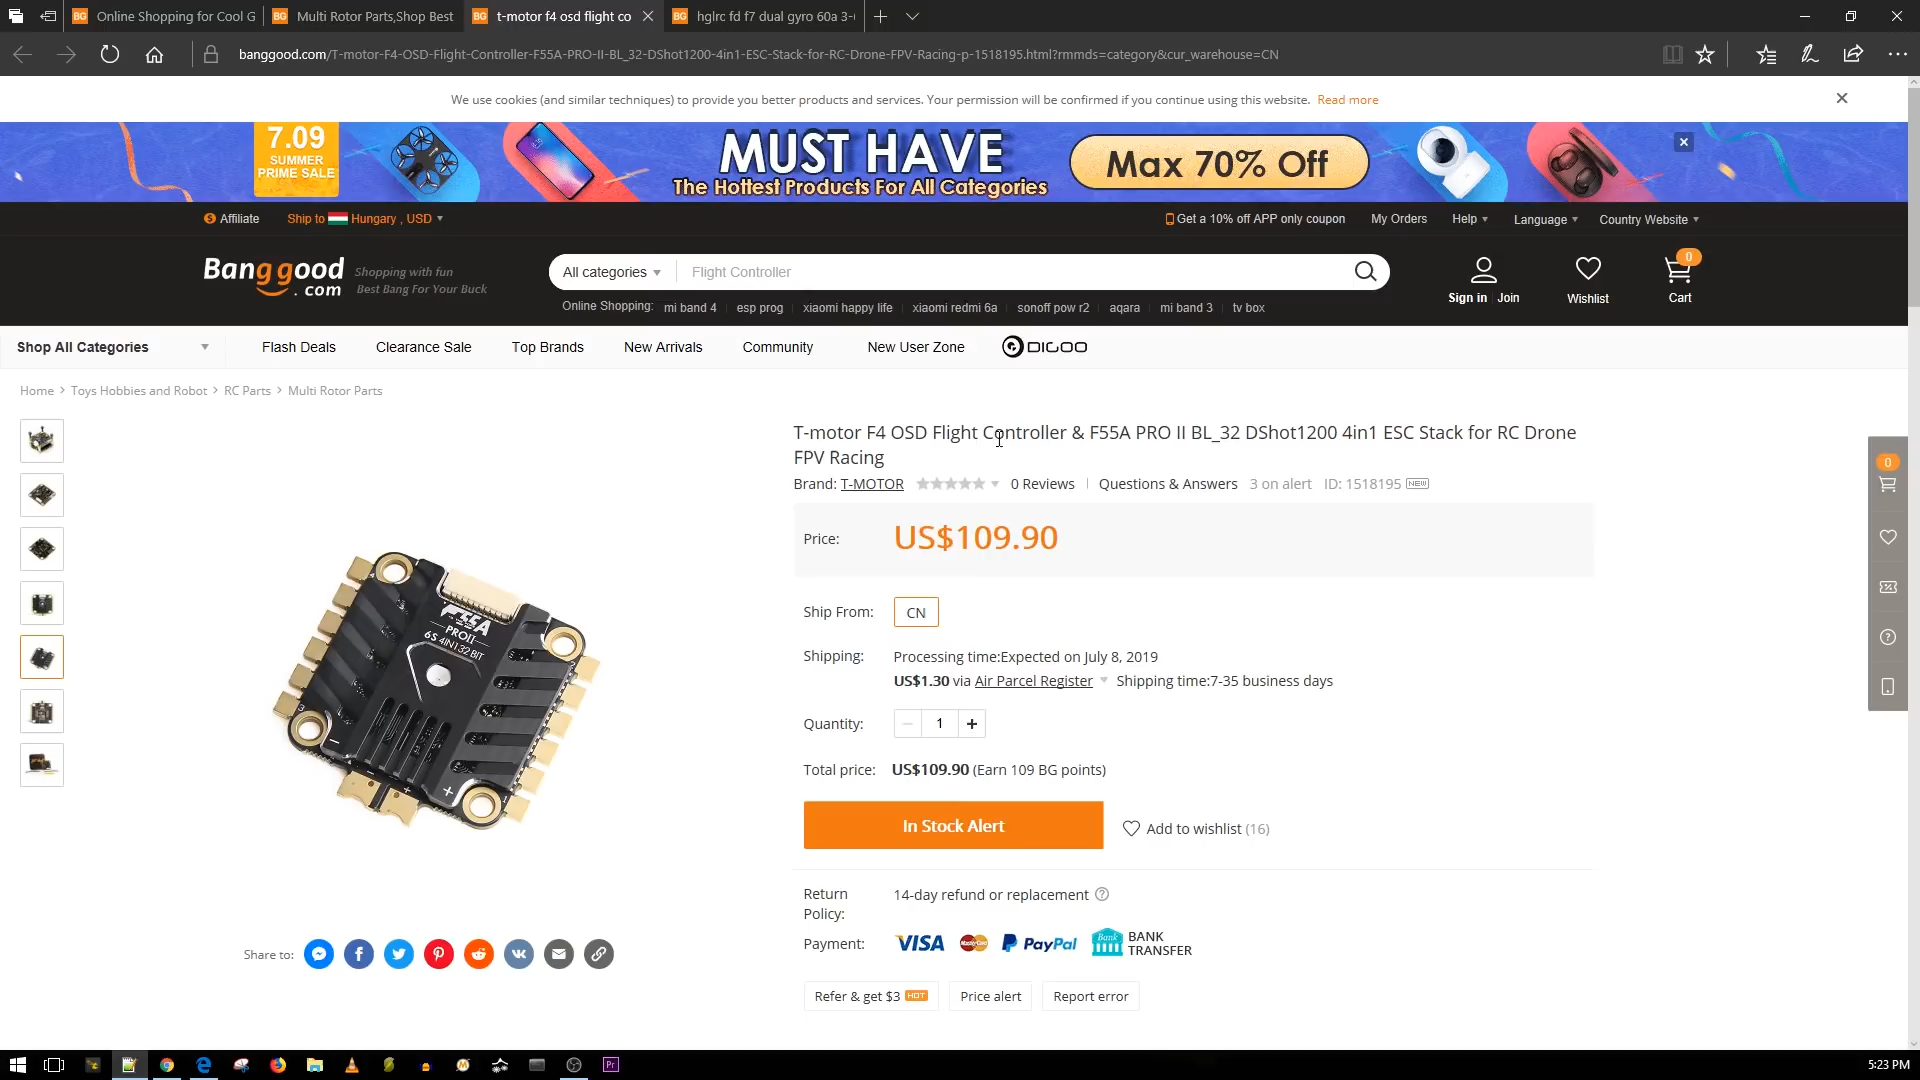 Online Shopping for Cool G
Multi Rotor Parts,Shop Best
t-motor f4 osd flight co
hglrc fd f7 dual gyro 60a 3-
banggood.com/T-motor-F4-OSD-Flight-Controller-F55A-PRO-II-BL_32-DShot1200-4in1-ESC-Stack-for-RC-Drone-FPV-Racing-p-1518195.html?rmmds=category&cur_warehouse=CN
We use cookies (and similar techniques) to provide you better products and services. Your permission will be confirmed if you continue using this website. Read more
7.09
SUMMER
PRIME SALE
MUST HAVE
The Hottest Products For All Categories
Max 70% Off
Affiliate Ship to Hungary , USD
Get a 10% off APP only coupon My Orders Help Language Country Website
Banggood
.com
Shopping with fun
Best Bang For Your Buck
All categories Flight Controller
Online Shopping: mi band 4 esp prog xiaomi happy life xiaomi redmi 6a sonoff pow r2 aqara mi band 3 tv box
Sign in Join
Wishlist
0
Cart
Shop All Categories Flash Deals Clearance Sale Top Brands New Arrivals Community New User Zone DIGOO
Home > Toys Hobbies and Robot > RC Parts > Multi Rotor Parts
T-motor F4 OSD Flight Controller & F55A PRO II BL_32 DShot1200 4in1 ESC Stack for RC Drone
FPV Racing
Brand: T-MOTOR 0 Reviews Questions & Answers 3 on alert ID: 1518195 NEW
Price: US$109.90
Ship From: CN
Shipping: Processing time:Expected on July 8, 2019
US$1.30 via Air Parcel Register Shipping time:7-35 business days
Quantity: − 1 +
Total price: US$109.90 (Earn 109 BG points)
In Stock Alert
Add to wishlist (16)
Return
Policy:
14-day refund or replacement
Payment: VISA MasterCard PayPal Bank BANK
TRANSFER
Refer & get $3 HOT Price alert Report error
F55A
PROII
6S 4IN1 32 BIT
4
3
2
1
− +
+
Share to:
0
5:23 PM